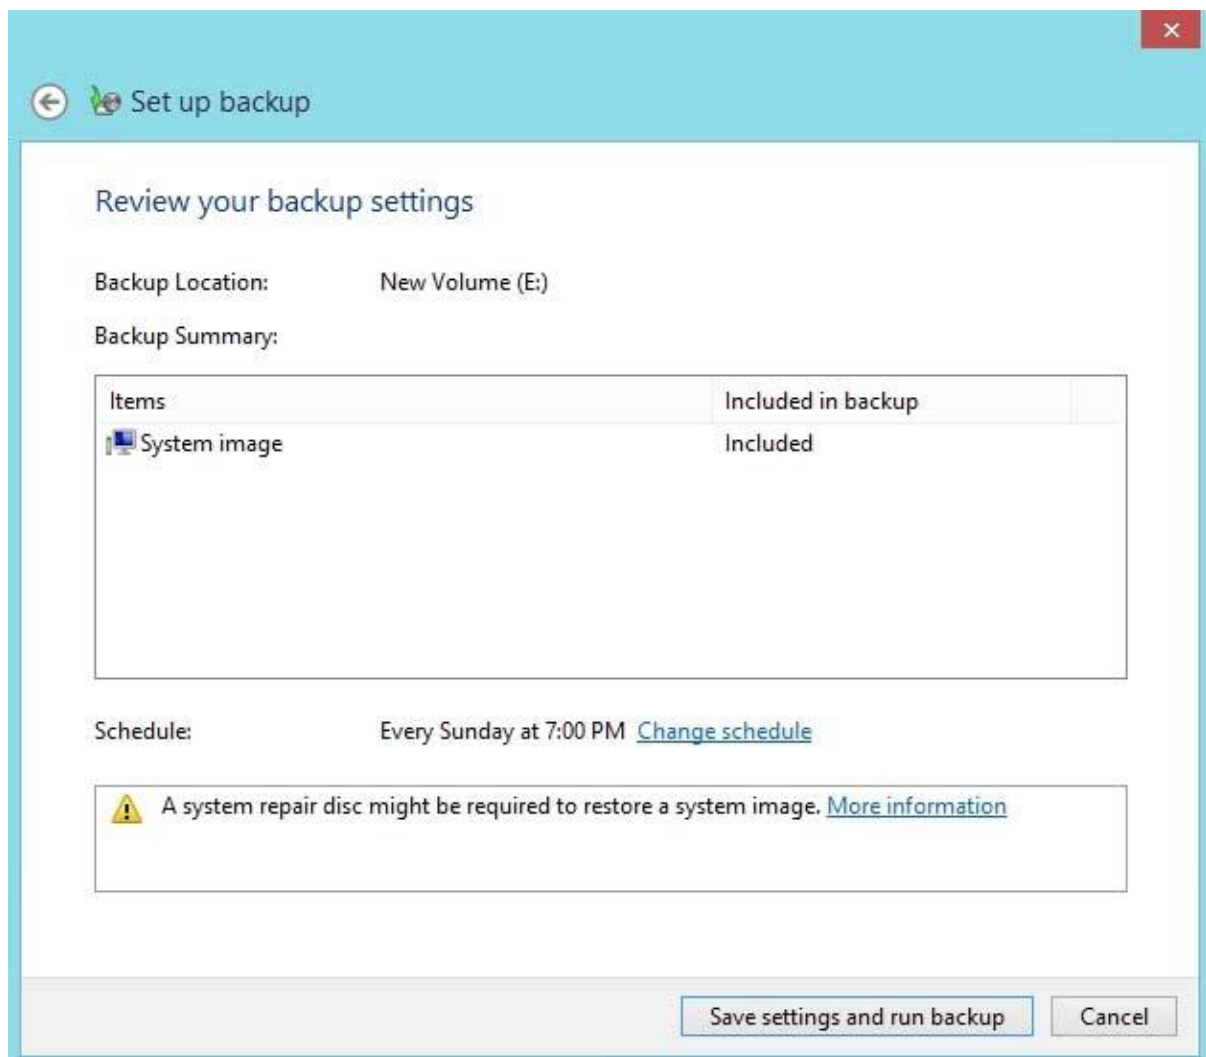 Set up backup
Review your backup settings
Backup Location: New Volume (E:)
Backup Summary:
Items Included in backup
System image Included
Schedule: Every Sunday at 7:00 PM Change schedule
A system repair disc might be required to restore a system image. More information
Save settings and run backup Cancel